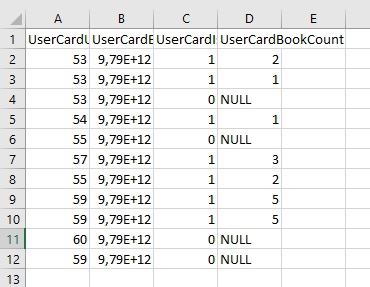 A B C D E
1 UserCardU UserCardE UserCardI UserCardBookCount
2 53 9,79E+12 1 2
3 53 9,79E+12 1 1
4 53 9,79E+12 0 NULL
5 54 9,79E+12 1 1
6 55 9,79E+12 0 NULL
7 57 9,79E+12 1 3
8 55 9,79E+12 1 2
9 59 9,79E+12 1 5
10 59 9,79E+12 1 5
11 60 9,79E+12 0 NULL
12 59 9,79E+12 0 NULL
13